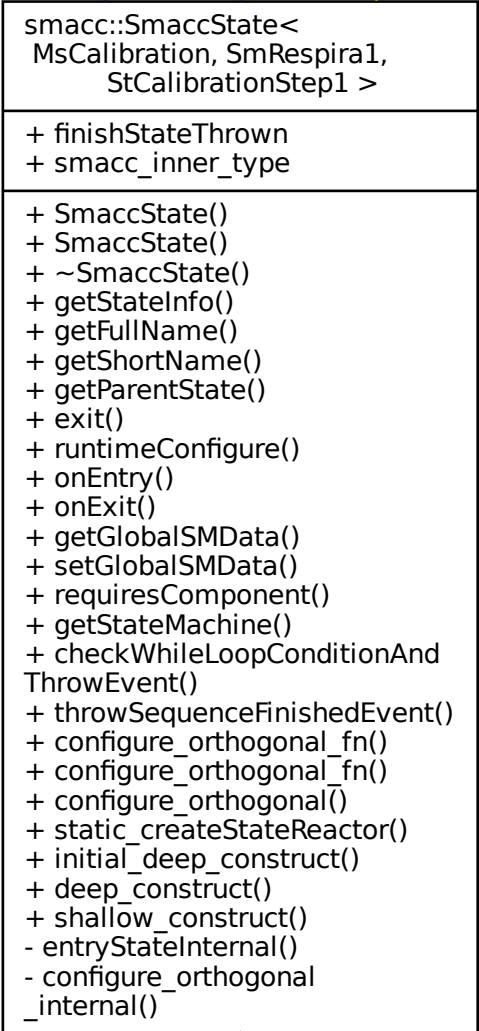 smacc::SmaccState<
MsCalibration, SmRespira1,
StCalibrationStep1 >
+ finishStateThrown
+ smacc_inner_type
+ SmaccState()
+ SmaccState()
+ ~SmaccState()
+ getStateInfo()
+ getFullName()
+ getShortName()
+ getParentState()
+ exit()
+ runtimeConfigure()
+ onEntry()
+ onExit()
+ getGlobalSMData()
+ setGlobalSMData()
+ requiresComponent()
+ getStateMachine()
+ checkWhileLoopConditionAnd
ThrowEvent()
+ throwSequenceFinishedEvent()
+ configure_orthogonal_fn()
+ configure_orthogonal_fn()
+ configure_orthogonal()
+ static_createStateReactor()
+ initial_deep_construct()
+ deep_construct()
+ shallow_construct()
- entryStateInternal()
- configure_orthogonal
_internal()